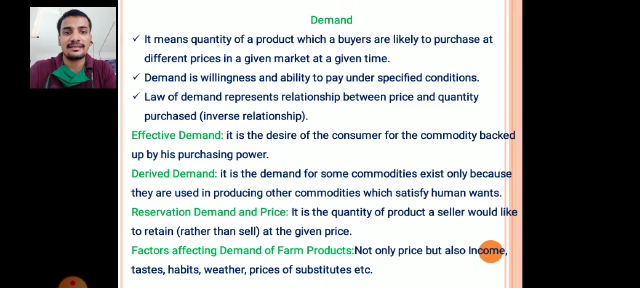 Demand
✓ It means quantity of a product which a buyers are likely to purchase at
different prices in a given market at a given time.
✓ Demand is willingness and ability to pay under specified conditions.
✓ Law of demand represents relationship between price and quantity
purchased (inverse relationship).
Effective Demand: it is the desire of the consumer for the commodity backed
up by his purchasing power.
Derived Demand: it is the demand for some commodities exist only because
they are used in producing other commodities which satisfy human wants.
Reservation Demand and Price: It is the quantity of product a seller would like
to retain (rather than sell) at the given price.
Factors affecting Demand of Farm Products:Not only price but also Income,
tastes, habits, weather, prices of substitutes etc.